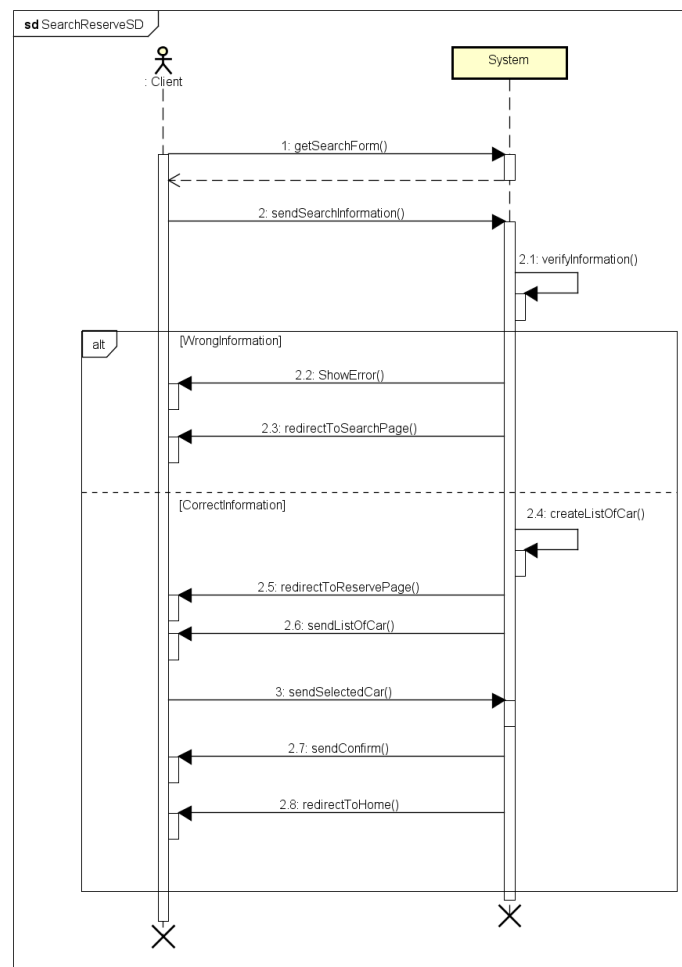 sd SearchReserveSD
: Client
System
1: getSearchForm()
2: sendSearchInformation()
2.1: verifyInformation()
alt
[WrongInformation]
2.2: ShowError()
2.3: redirectToSearchPage()
[CorrectInformation]
2.4: createListOfCar()
2.5: redirectToReservePage()
2.6: sendListOfCar()
3: sendSelectedCar()
2.7: sendConfirm()
2.8: redirectToHome()